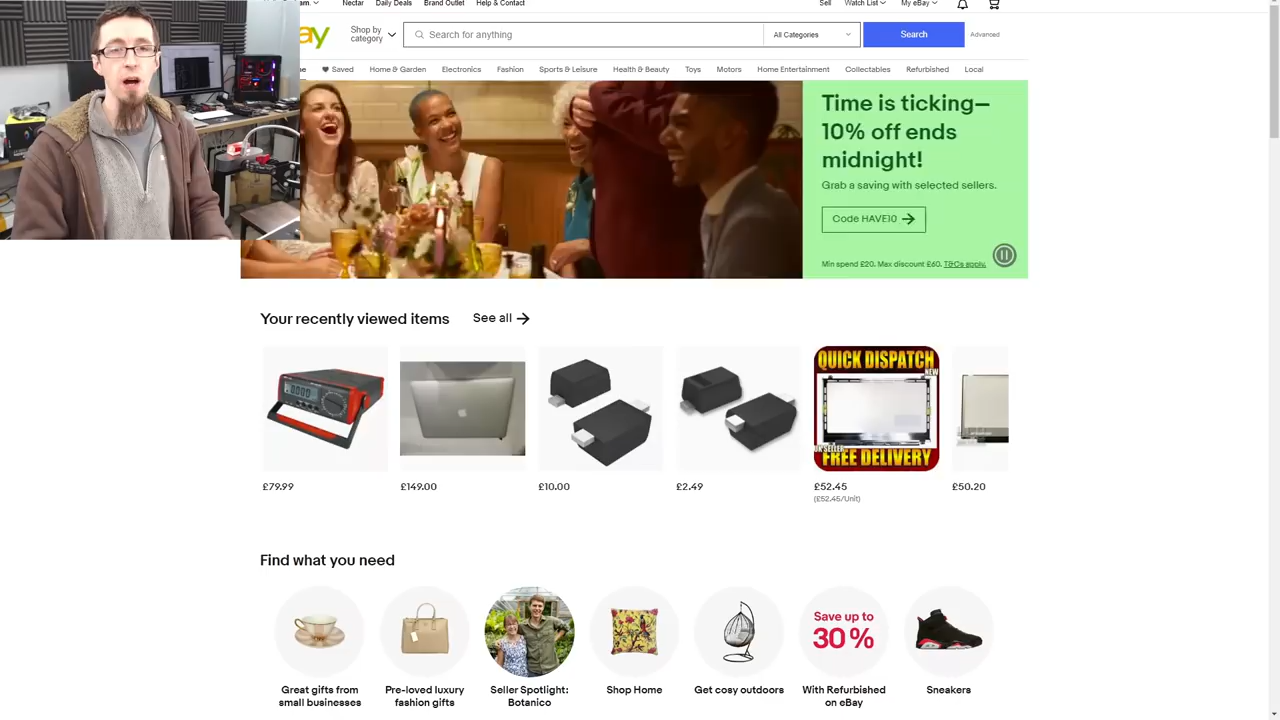 Nectar
Daily Deals
Brand Outlet
Help & Contact
Sell
Watch List
My eBay
ay
Shop by
category
Search for anything
All Categories
Search
Advanced
Saved
Home & Garden
Electronics
Fashion
Sports & Leisure
Health & Beauty
Toys
Motors
Home Entertainment
Collectables
Refurbished
Local
Time is ticking—
10% off ends
midnight!
Grab a saving with selected sellers.
Code HAVE10
Min spend £20. Max discount £60. T&Cs apply.
Your recently viewed items
See all
QUICK DISPATCH
NEW
UK SELLER
FREE DELIVERY
£79.99
£149.00
£10.00
£2.49
£52.45
£50.20
(£52.45/Unit)
Find what you need
Save up to
30%
Great gifts from
small businesses
Pre-loved luxury
fashion gifts
Seller Spotlight:
Botanico
Shop Home
Get cosy outdoors
With Refurbished
on eBay
Sneakers